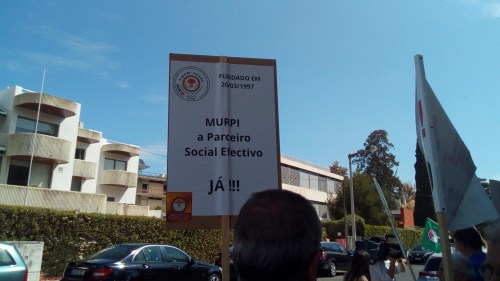 FUNDADO EM
20/03/1997
MURPI
a Parceiro
Social Efectivo
JÁ !!!